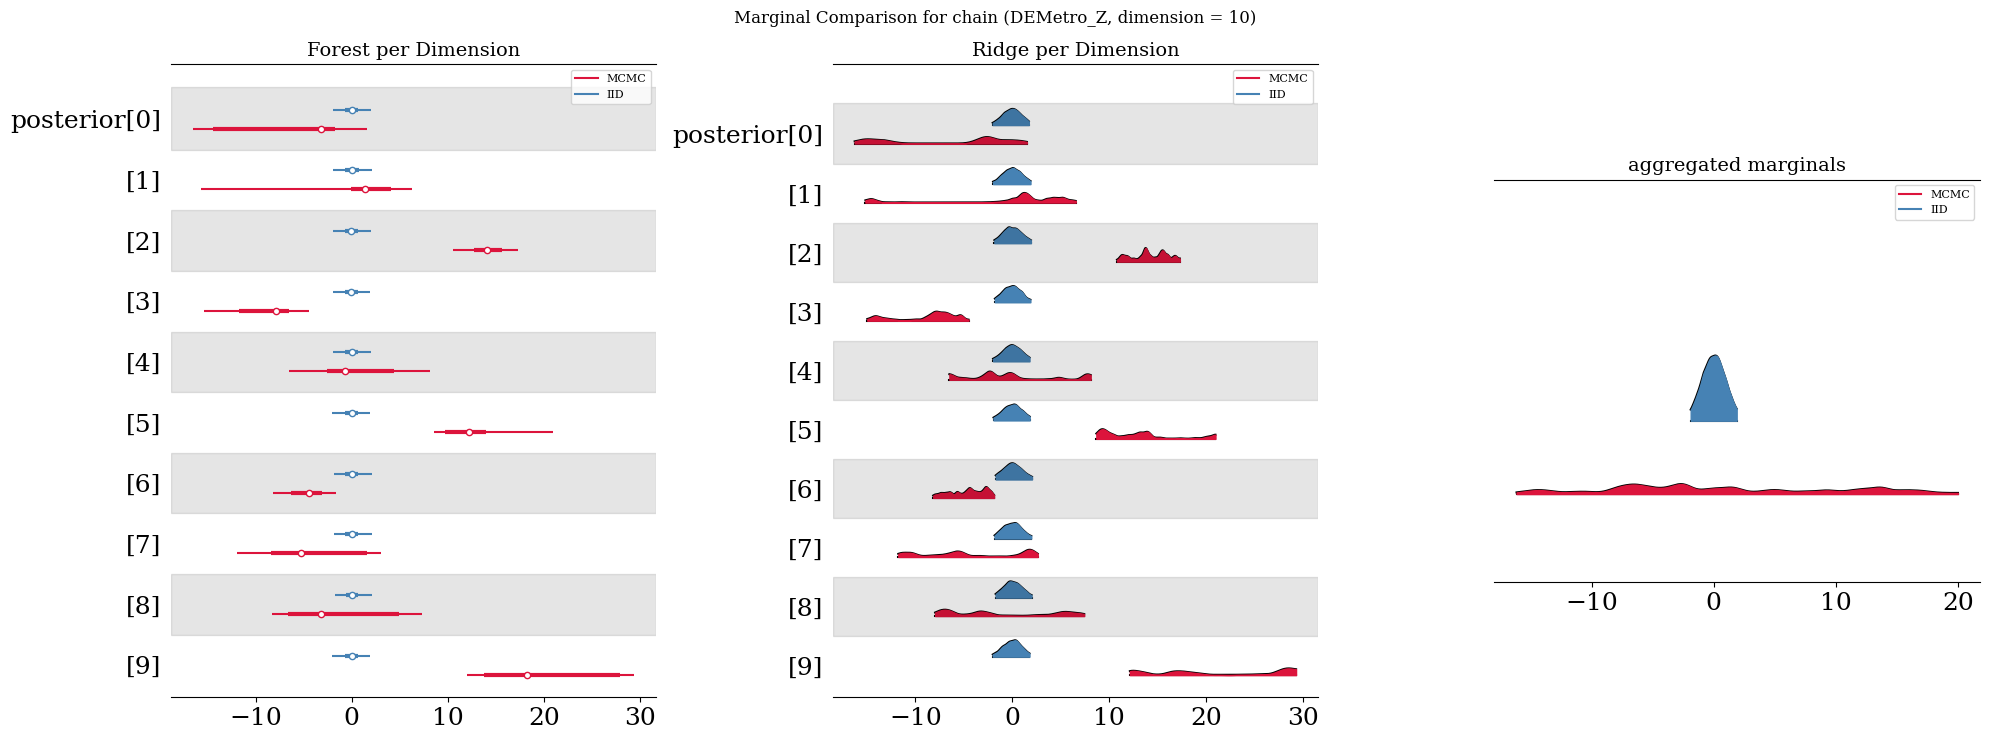 Marginal Comparison for chain (DEMetro_Z, dimension = 10)
Forest per Dimension
MCMC
IID
posterior[0]
[1]
[2]
[3]
[4]
[5]
[6]
[7]
[8]
[9]
−10 0 10 20 30
Ridge per Dimension
MCMC
IID
posterior[0]
[1]
[2]
[3]
[4]
[5]
[6]
[7]
[8]
[9]
−10 0 10 20 30
aggregated marginals
MCMC
IID
−10 0 10 20